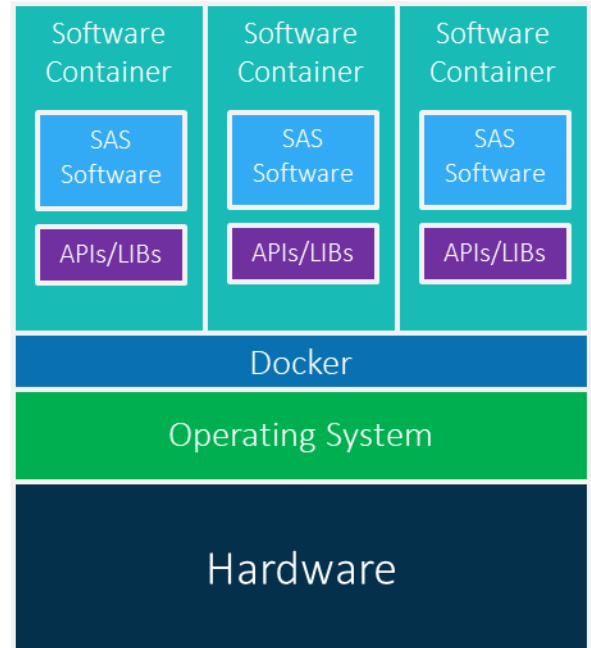 Software
Container
Software
Container
Software
Container
SAS
Software
SAS
Software
SAS
Software
APIs/LIBs
APIs/LIBs
APIs/LIBs
Docker
Operating System
Hardware